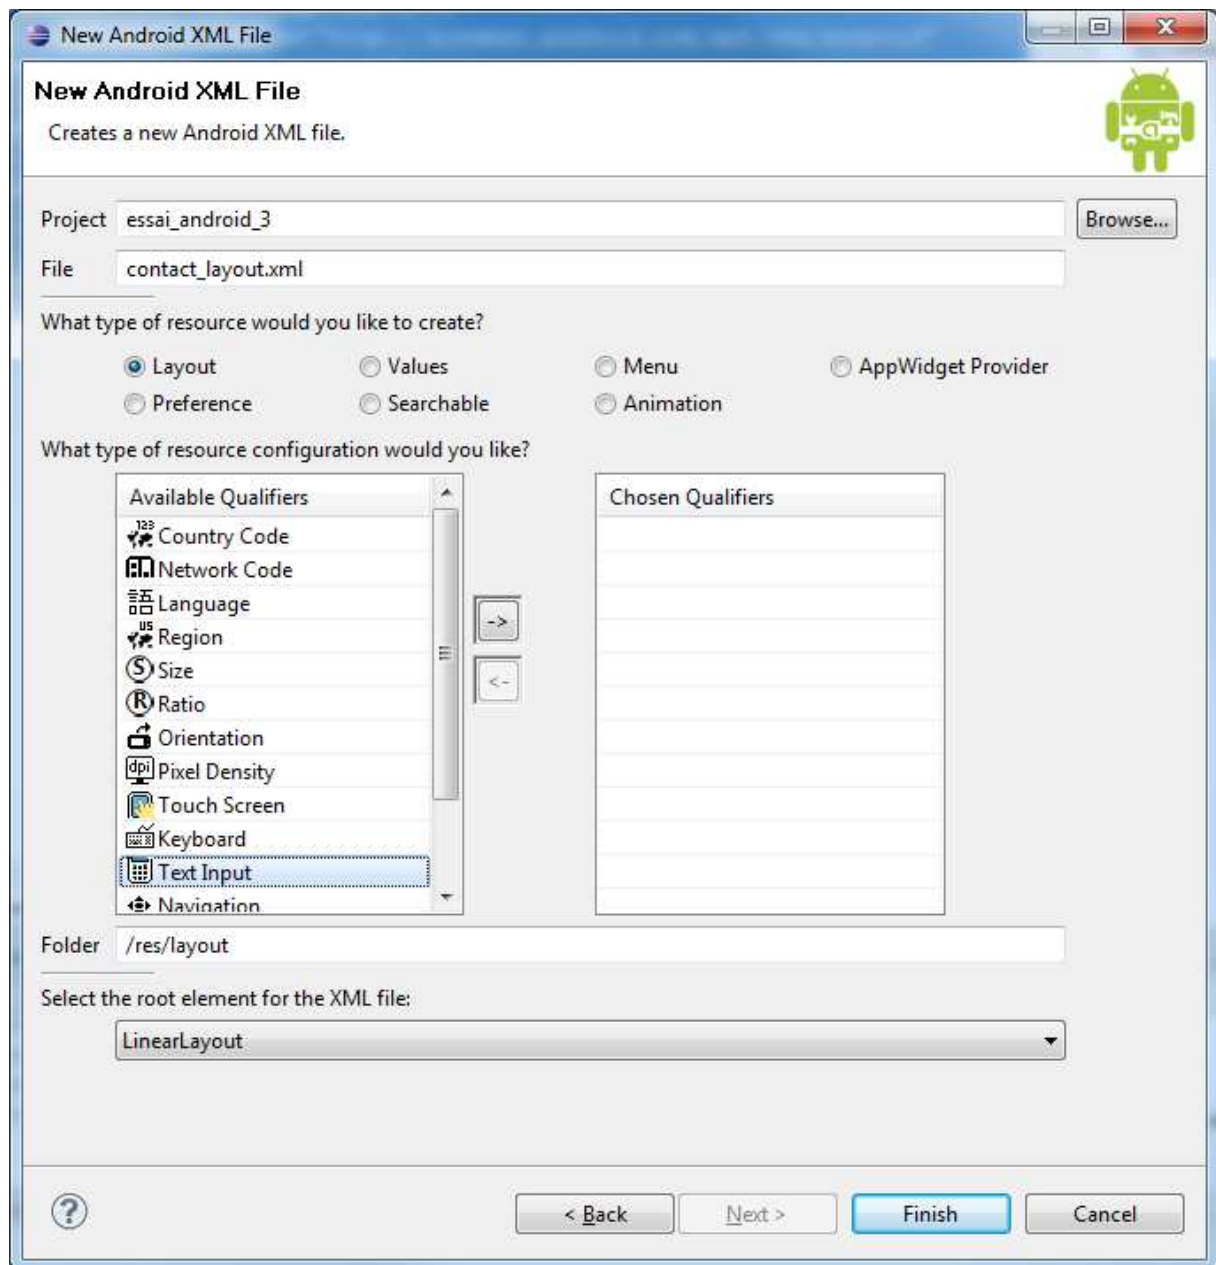 New Android XML File
New Android XML File
Creates a new Android XML file.
Project essai_android_3 Browse...
File contact_layout.xml
What type of resource would you like to create?
Layout Values Menu AppWidget Provider
Preference Searchable Animation
What type of resource configuration would you like?
Available Qualifiers Chosen Qualifiers
123 Country Code
Network Code
語 Language
US Region
S Size
->
R Ratio
<-
Orientation
dpi Pixel Density
Touch Screen
Keyboard
Text Input
Navigation
Folder /res/layout
Select the root element for the XML file:
LinearLayout
? < Back Next > Finish Cancel